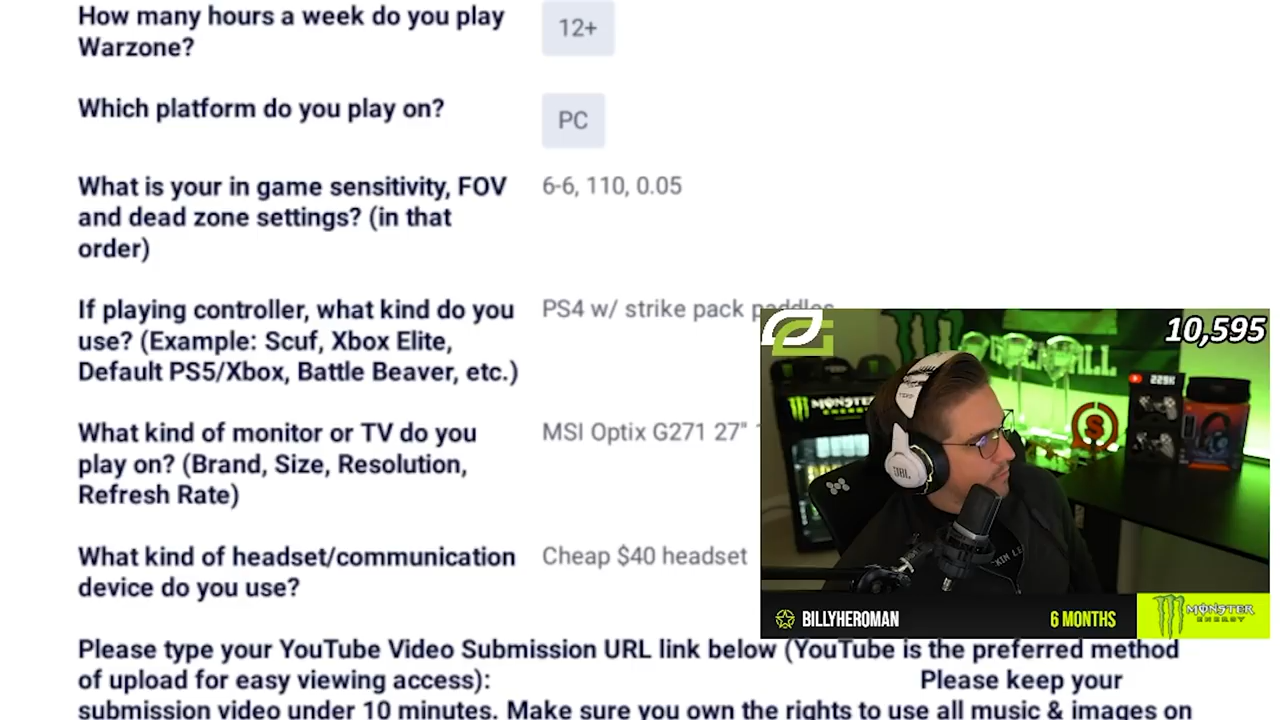 How many hours a week do you play
Warzone?
12+
Which platform do you play on?
PC
What is your in game sensitivity, FOV
and dead zone settings? (in that
order)
6-6, 110, 0.05
If playing controller, what kind do you
use? (Example: Scuf, Xbox Elite,
Default PS5/Xbox, Battle Beaver, etc.)
PS4 w/ strike pack paddles
What kind of monitor or TV do you
play on? (Brand, Size, Resolution,
Refresh Rate)
MSI Optix G271 27"
What kind of headset/communication
device do you use?
Cheap $40 headset
10,595
229K
MONSTER
JBL
BILLYHEROMAN
6 MONTHS
MONSTER
ENERGY
Please type your YouTube Video Submission URL link below (YouTube is the preferred method
of upload for easy viewing access): Please keep your
submission video under 10 minutes. Make sure you own the rights to use all music & images on